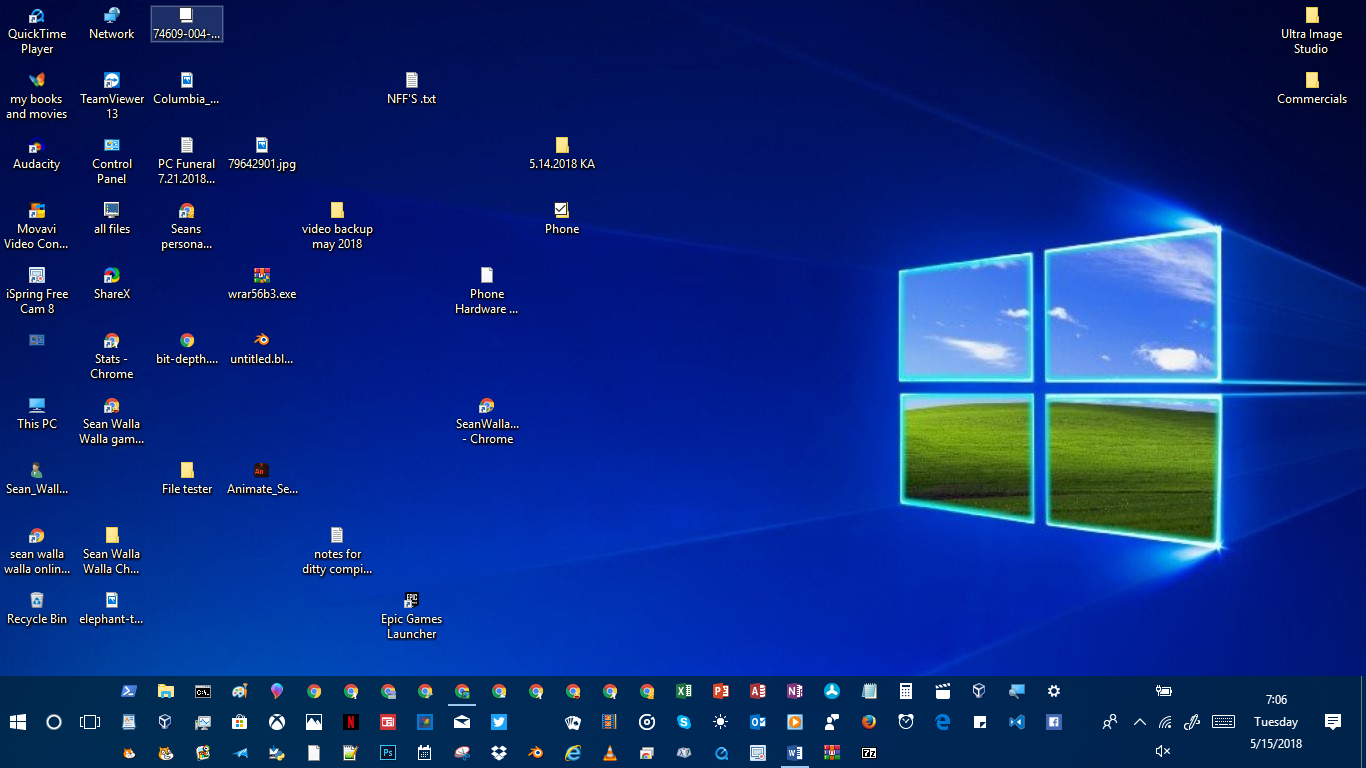 QuickTime
Player
Network
74609-004-...
Ultra Image
Studio
my books
and movies
TeamViewer
13
Columbia_...
NFF'S .txt
Commercials
Audacity
Control
Panel
PC Funeral
7.21.2018...
79642901.jpg
5.14.2018 KA
Movavi
Video Con...
all files
Seans
persona...
video backup
may 2018
Phone
iSpring Free
Cam 8
ShareX
wrar56b3.exe
Phone
Hardware ...
Stats -
Chrome
bit-depth....
untitled.bl...
This PC
Sean Walla
Walla gam...
SeanWalla...
- Chrome
Sean_Wall...
File tester
An
Animate_Se...
sean walla
walla onlin...
Sean Walla
Walla Ch...
notes for
ditty compi...
Recycle Bin
elephant-t...
EPIC
Epic Games
Launcher
7:06
Tuesday
5/15/2018